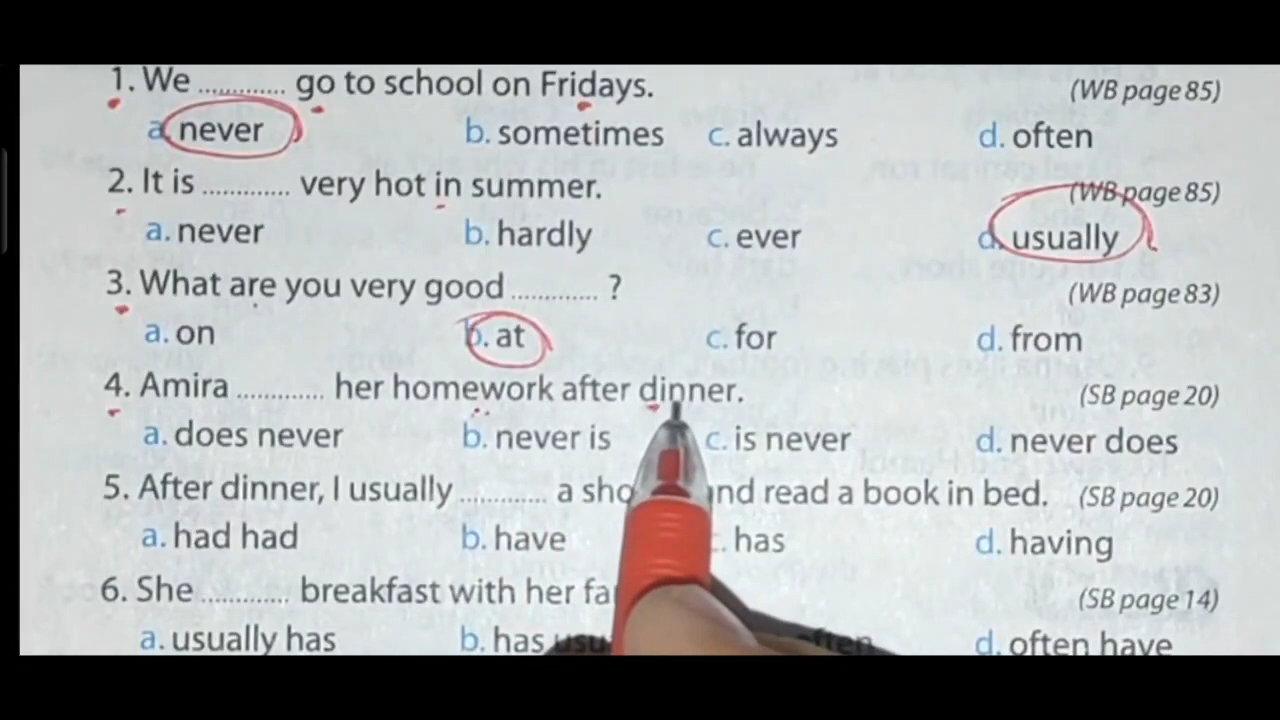 1. We ............ go to school on Fridays. (WB page 85)
a. never b. sometimes c. always d. often
2. It is ............ very hot in summer. (WB page 85)
a. never b. hardly c. ever d. usually
3. What are you very good ............ ? (WB page 83)
a. on b. at c. for d. from
4. Amira ............ her homework after dinner. (SB page 20)
a. does never b. never is c. is never d. never does
5. After dinner, I usually ............ a and read a book in bed. (SB page 20)
a. had had b. have c. has d. having
6. She ............ breakfast with her (SB page 14)
a. usually has b. has often d. often have